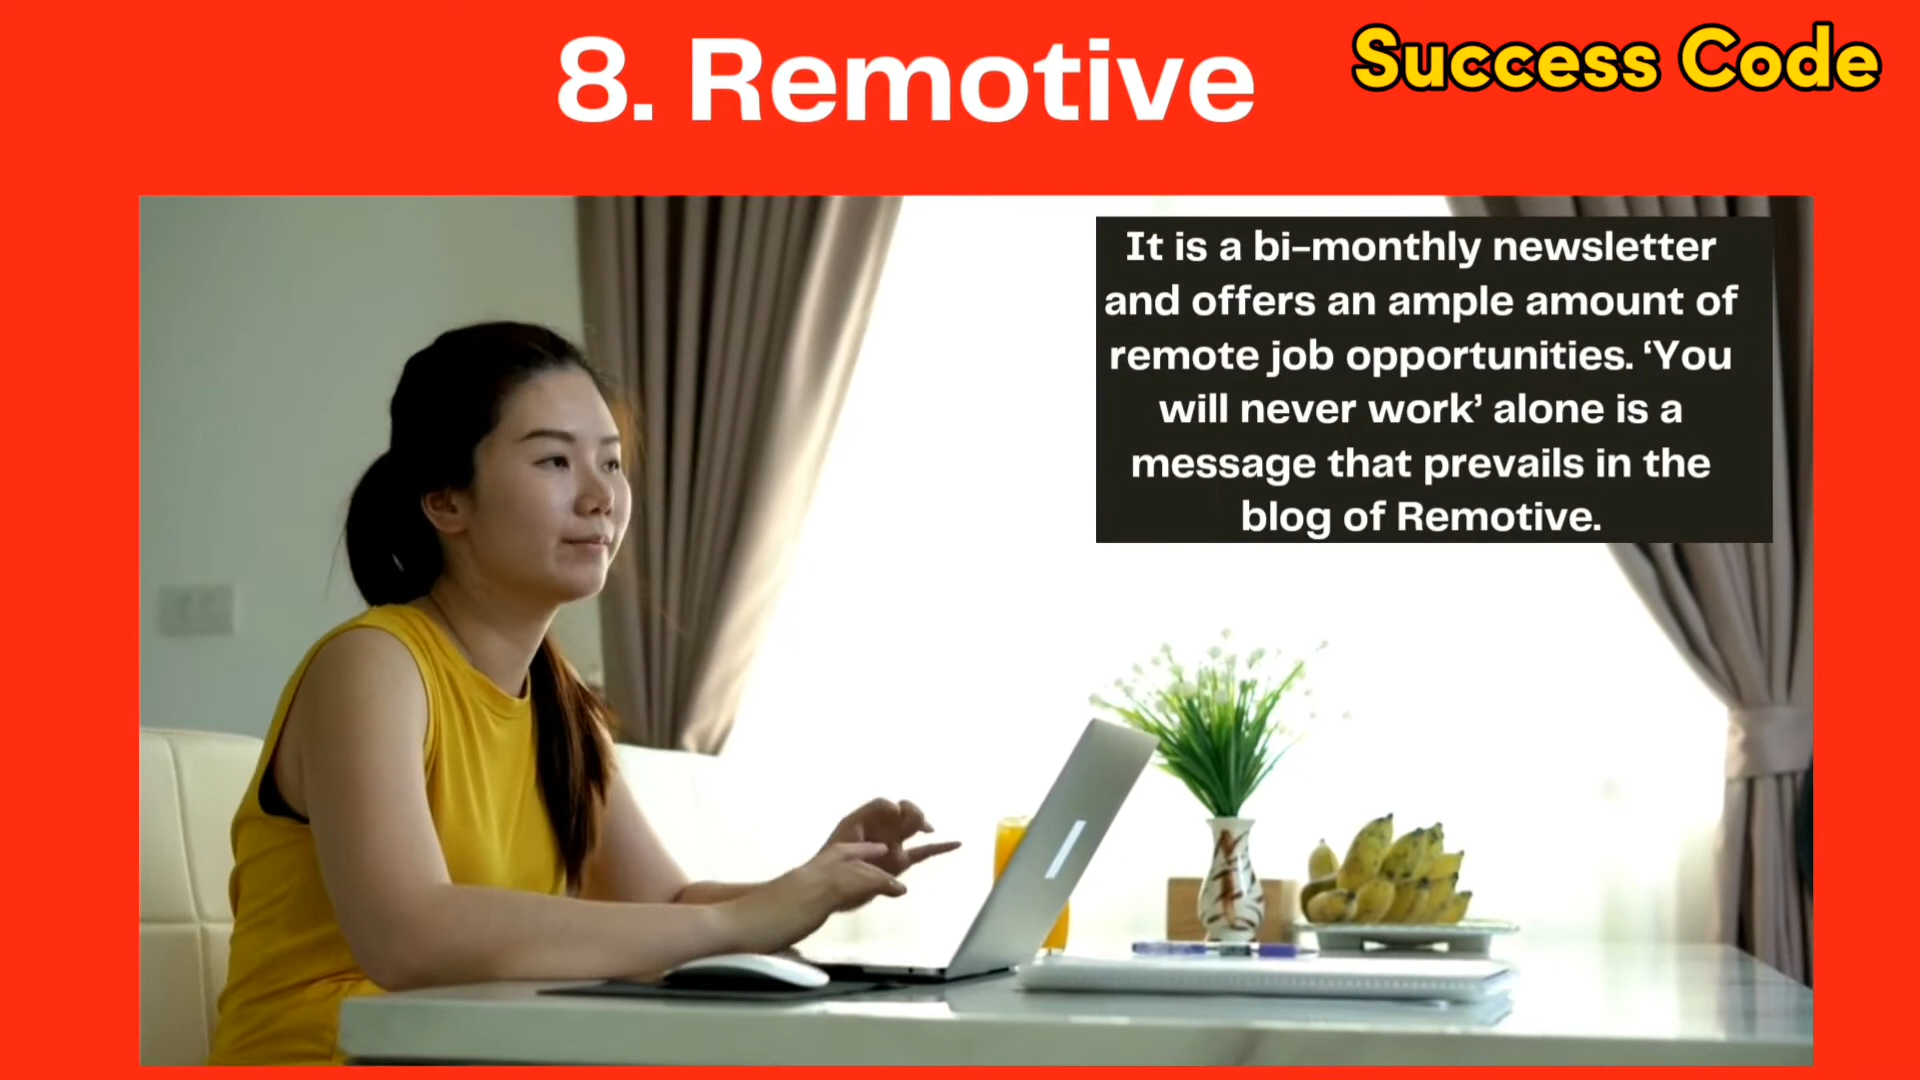 8. Remotive
Success Code
It is a bi-monthly newsletter
and offers an ample amount of
remote job opportunities. ‘You
will never work’ alone is a
message that prevails in the
blog of Remotive.